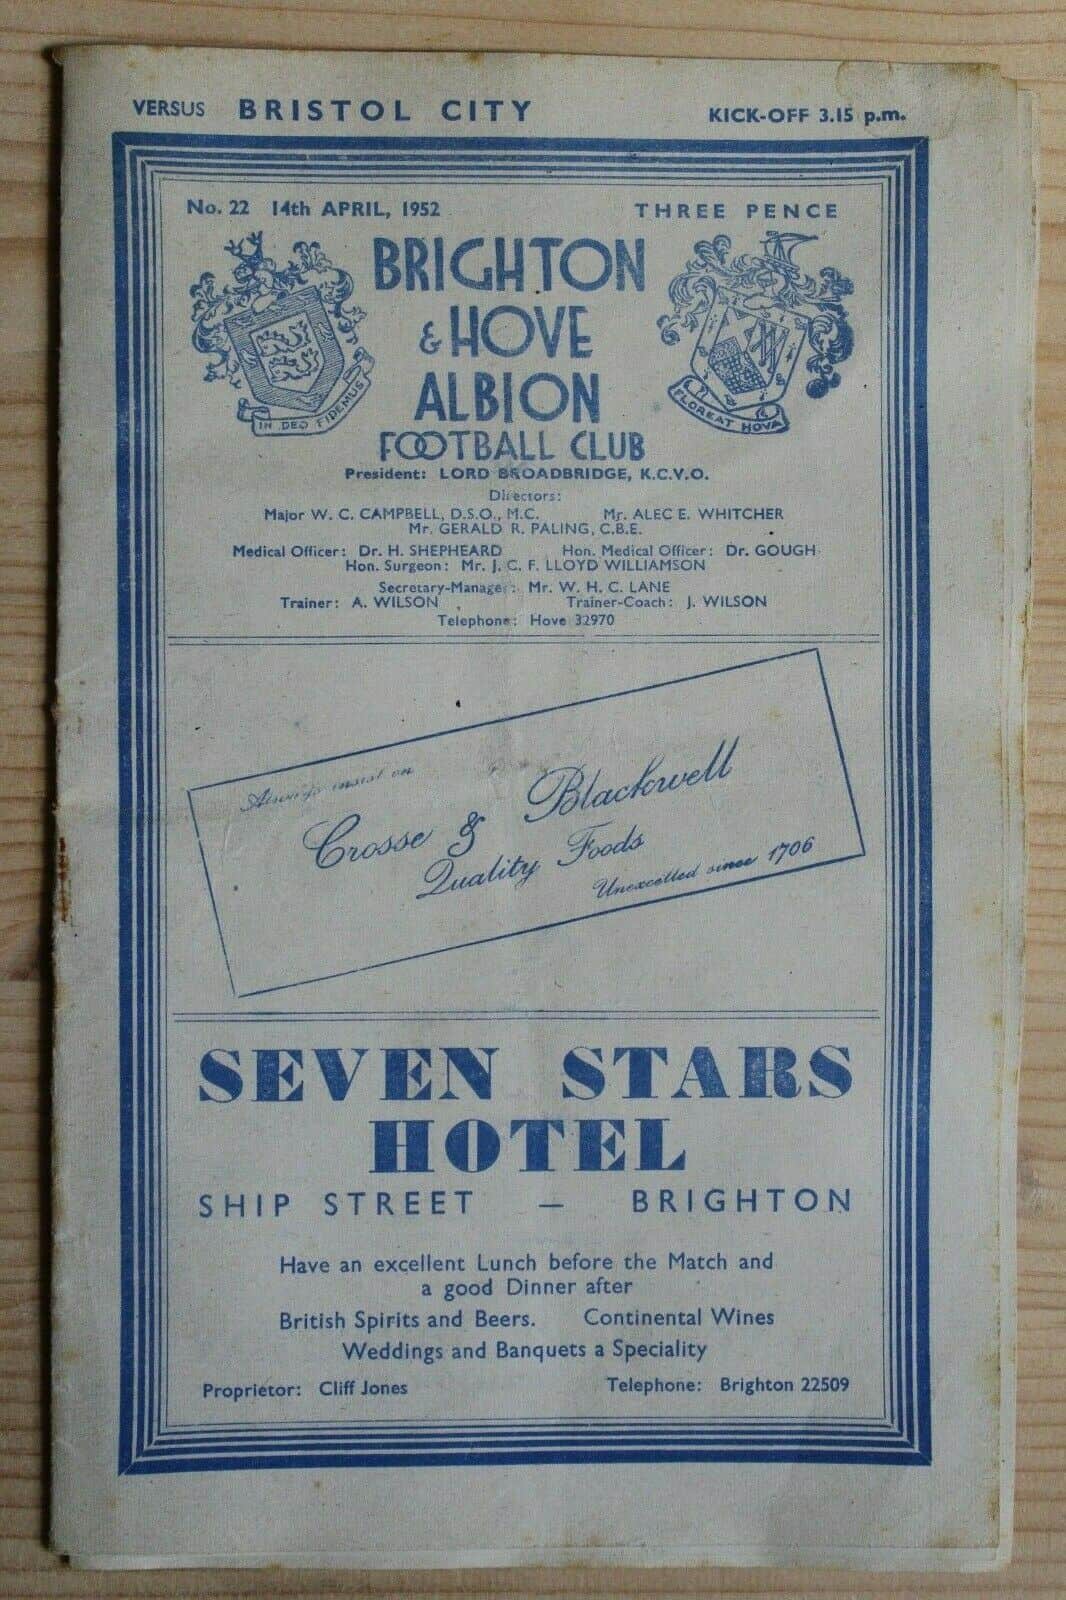 VERSUS BRISTOL CITY KICK-OFF 3.15 p.m.
No. 22 14th APRIL, 1952 THREE PENCE
BRIGHTON
& HOVE
ALBION
FOOTBALL CLUB
IN DEO FIDEMUS
FLOREAT HOVA
President: LORD BROADBRIDGE, K.C.V.O.
Directors:
Major W. C. CAMPBELL, D.S.O., M.C. Mr. ALEC E. WHITCHER
Mr. GERALD R. PALING, C.B.E.
Medical Officer: Dr. H. SHEPHEARD Hon. Medical Officer: Dr. GOUGH
Hon. Surgeon: Mr. J. C. F. LLOYD WILLIAMSON
Secretary-Manager: Mr. W. H. C. LANE
Trainer: A. WILSON Trainer-Coach: J. WILSON
Telephone: Hove 32970
Always insist on
Crosse & Blackwell
Quality Foods
Unexcelled since 1706
SEVEN STARS
HOTEL
SHIP STREET — BRIGHTON
Have an excellent Lunch before the Match and
a good Dinner after
British Spirits and Beers. Continental Wines
Weddings and Banquets a Speciality
Proprietor: Cliff Jones Telephone: Brighton 22509